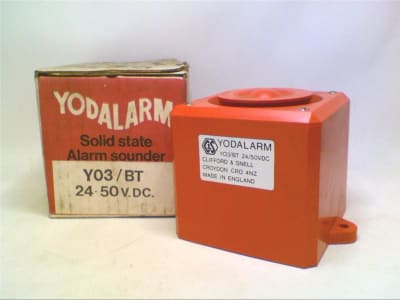 YODALARM
Solid state
Alarm sounder
Y03/BT
24-50 V. DC.
YODALARM
Y03/BT 24/50VDC
CLIFFORD & SNELL
CROYDON CR0 4NZ
MADE IN ENGLAND